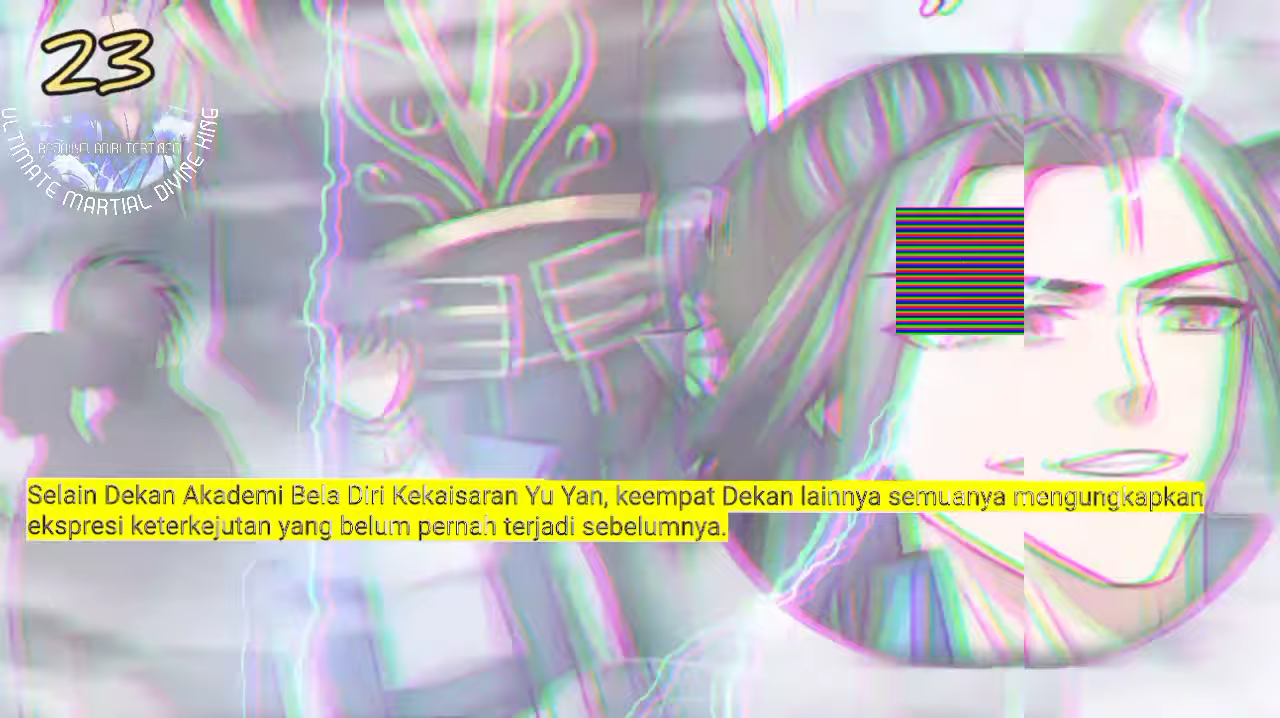 23
ULTIMATE MARTIAL DIVINE KING
Selain Dekan Akademi Bela Diri Kekaisaran Yu Yan, keempat Dekan lainnya semuanya mengungkapkan
ekspresi keterkejutan yang belum pernah terjadi sebelumnya.